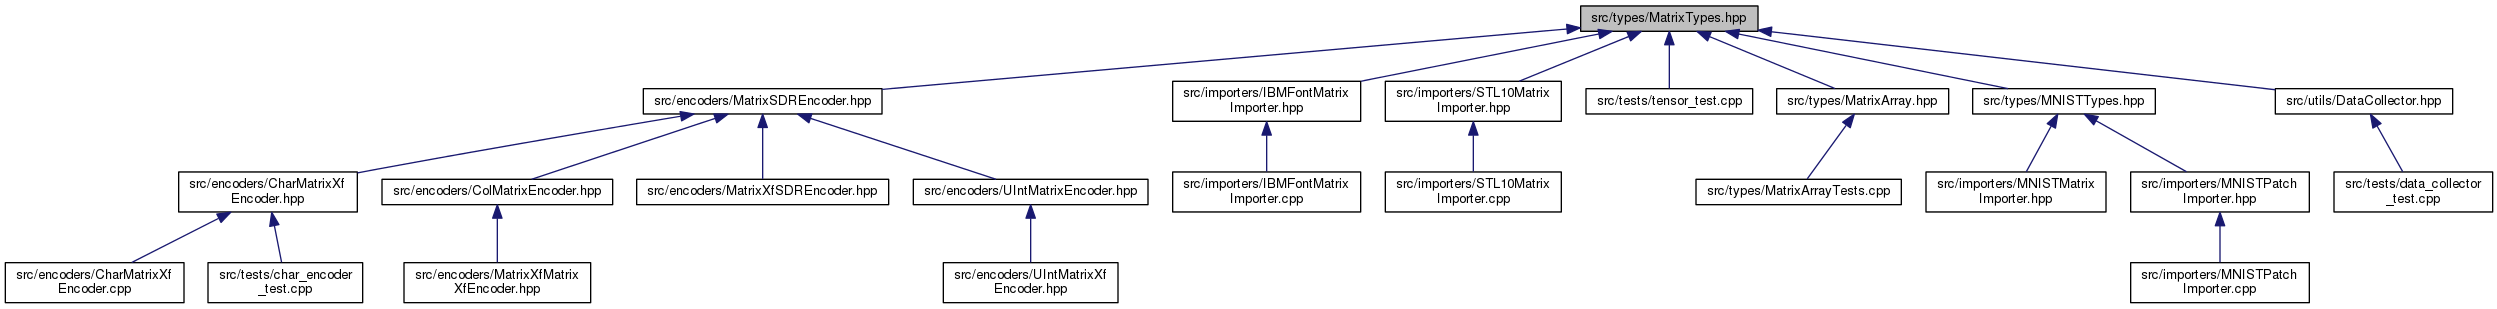 src/types/MatrixTypes.hpp
src/encoders/MatrixSDREncoder.hpp
src/importers/IBMFontMatrix
Importer.hpp
src/importers/STL10Matrix
Importer.hpp
src/tests/tensor_test.cpp
src/types/MatrixArray.hpp
src/types/MNISTTypes.hpp
src/utils/DataCollector.hpp
src/encoders/CharMatrixXf
Encoder.hpp
src/encoders/ColMatrixEncoder.hpp
src/encoders/MatrixXfSDREncoder.hpp
src/encoders/UIntMatrixEncoder.hpp
src/importers/IBMFontMatrix
Importer.cpp
src/importers/STL10Matrix
Importer.cpp
src/types/MatrixArrayTests.cpp
src/importers/MNISTMatrix
Importer.hpp
src/importers/MNISTPatch
Importer.hpp
src/tests/data_collector
_test.cpp
src/encoders/CharMatrixXf
Encoder.cpp
src/tests/char_encoder
_test.cpp
src/encoders/MatrixXfMatrix
XfEncoder.hpp
src/encoders/UIntMatrixXf
Encoder.hpp
src/importers/MNISTPatch
Importer.cpp